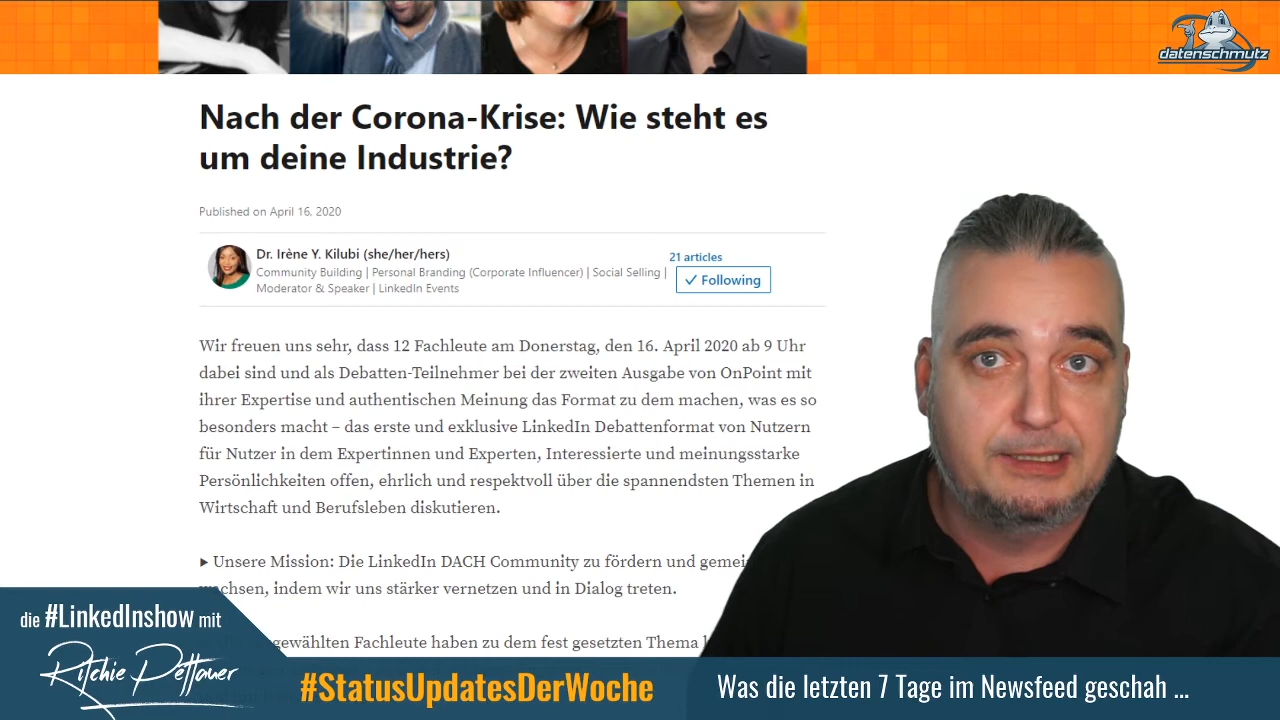 datenschmutz
Nach der Corona-Krise: Wie steht es
um deine Industrie?
Published on April 16, 2020
Dr. Irène Y. Kilubi (she/her/hers)
Community Building | Personal Branding (Corporate Influencer) | Social Selling |
Moderator & Speaker | LinkedIn Events
21 articles
✓ Following
Wir freuen uns sehr, dass 12 Fachleute am Donerstag, den 16. April 2020 ab 9 Uhr
dabei sind und als Debatten-Teilnehmer bei der zweiten Ausgabe von OnPoint mit
ihrer Expertise und authentischen Meinung das Format zu dem machen, was es so
besonders macht – das erste und exklusive LinkedIn Debattenformat von Nutzern
für Nutzer in dem Expertinnen und Experten, Interessierte und meinungsstarke
Persönlichkeiten offen, ehrlich und respektvoll über die spannendsten Themen in
Wirtschaft und Berufsleben diskutieren.
▸ Unsere Mission: Die LinkedIn DACH Community zu fördern und gemei
wachsen, indem wir uns stärker vernetzen und in Dialog treten.
gewählten Fachleute haben zu dem fest gesetzten Thema
die #LinkedInshow mit
Ritchie Pettauer
#StatusUpdatesDerWoche
Was die letzten 7 Tage im Newsfeed geschah ...